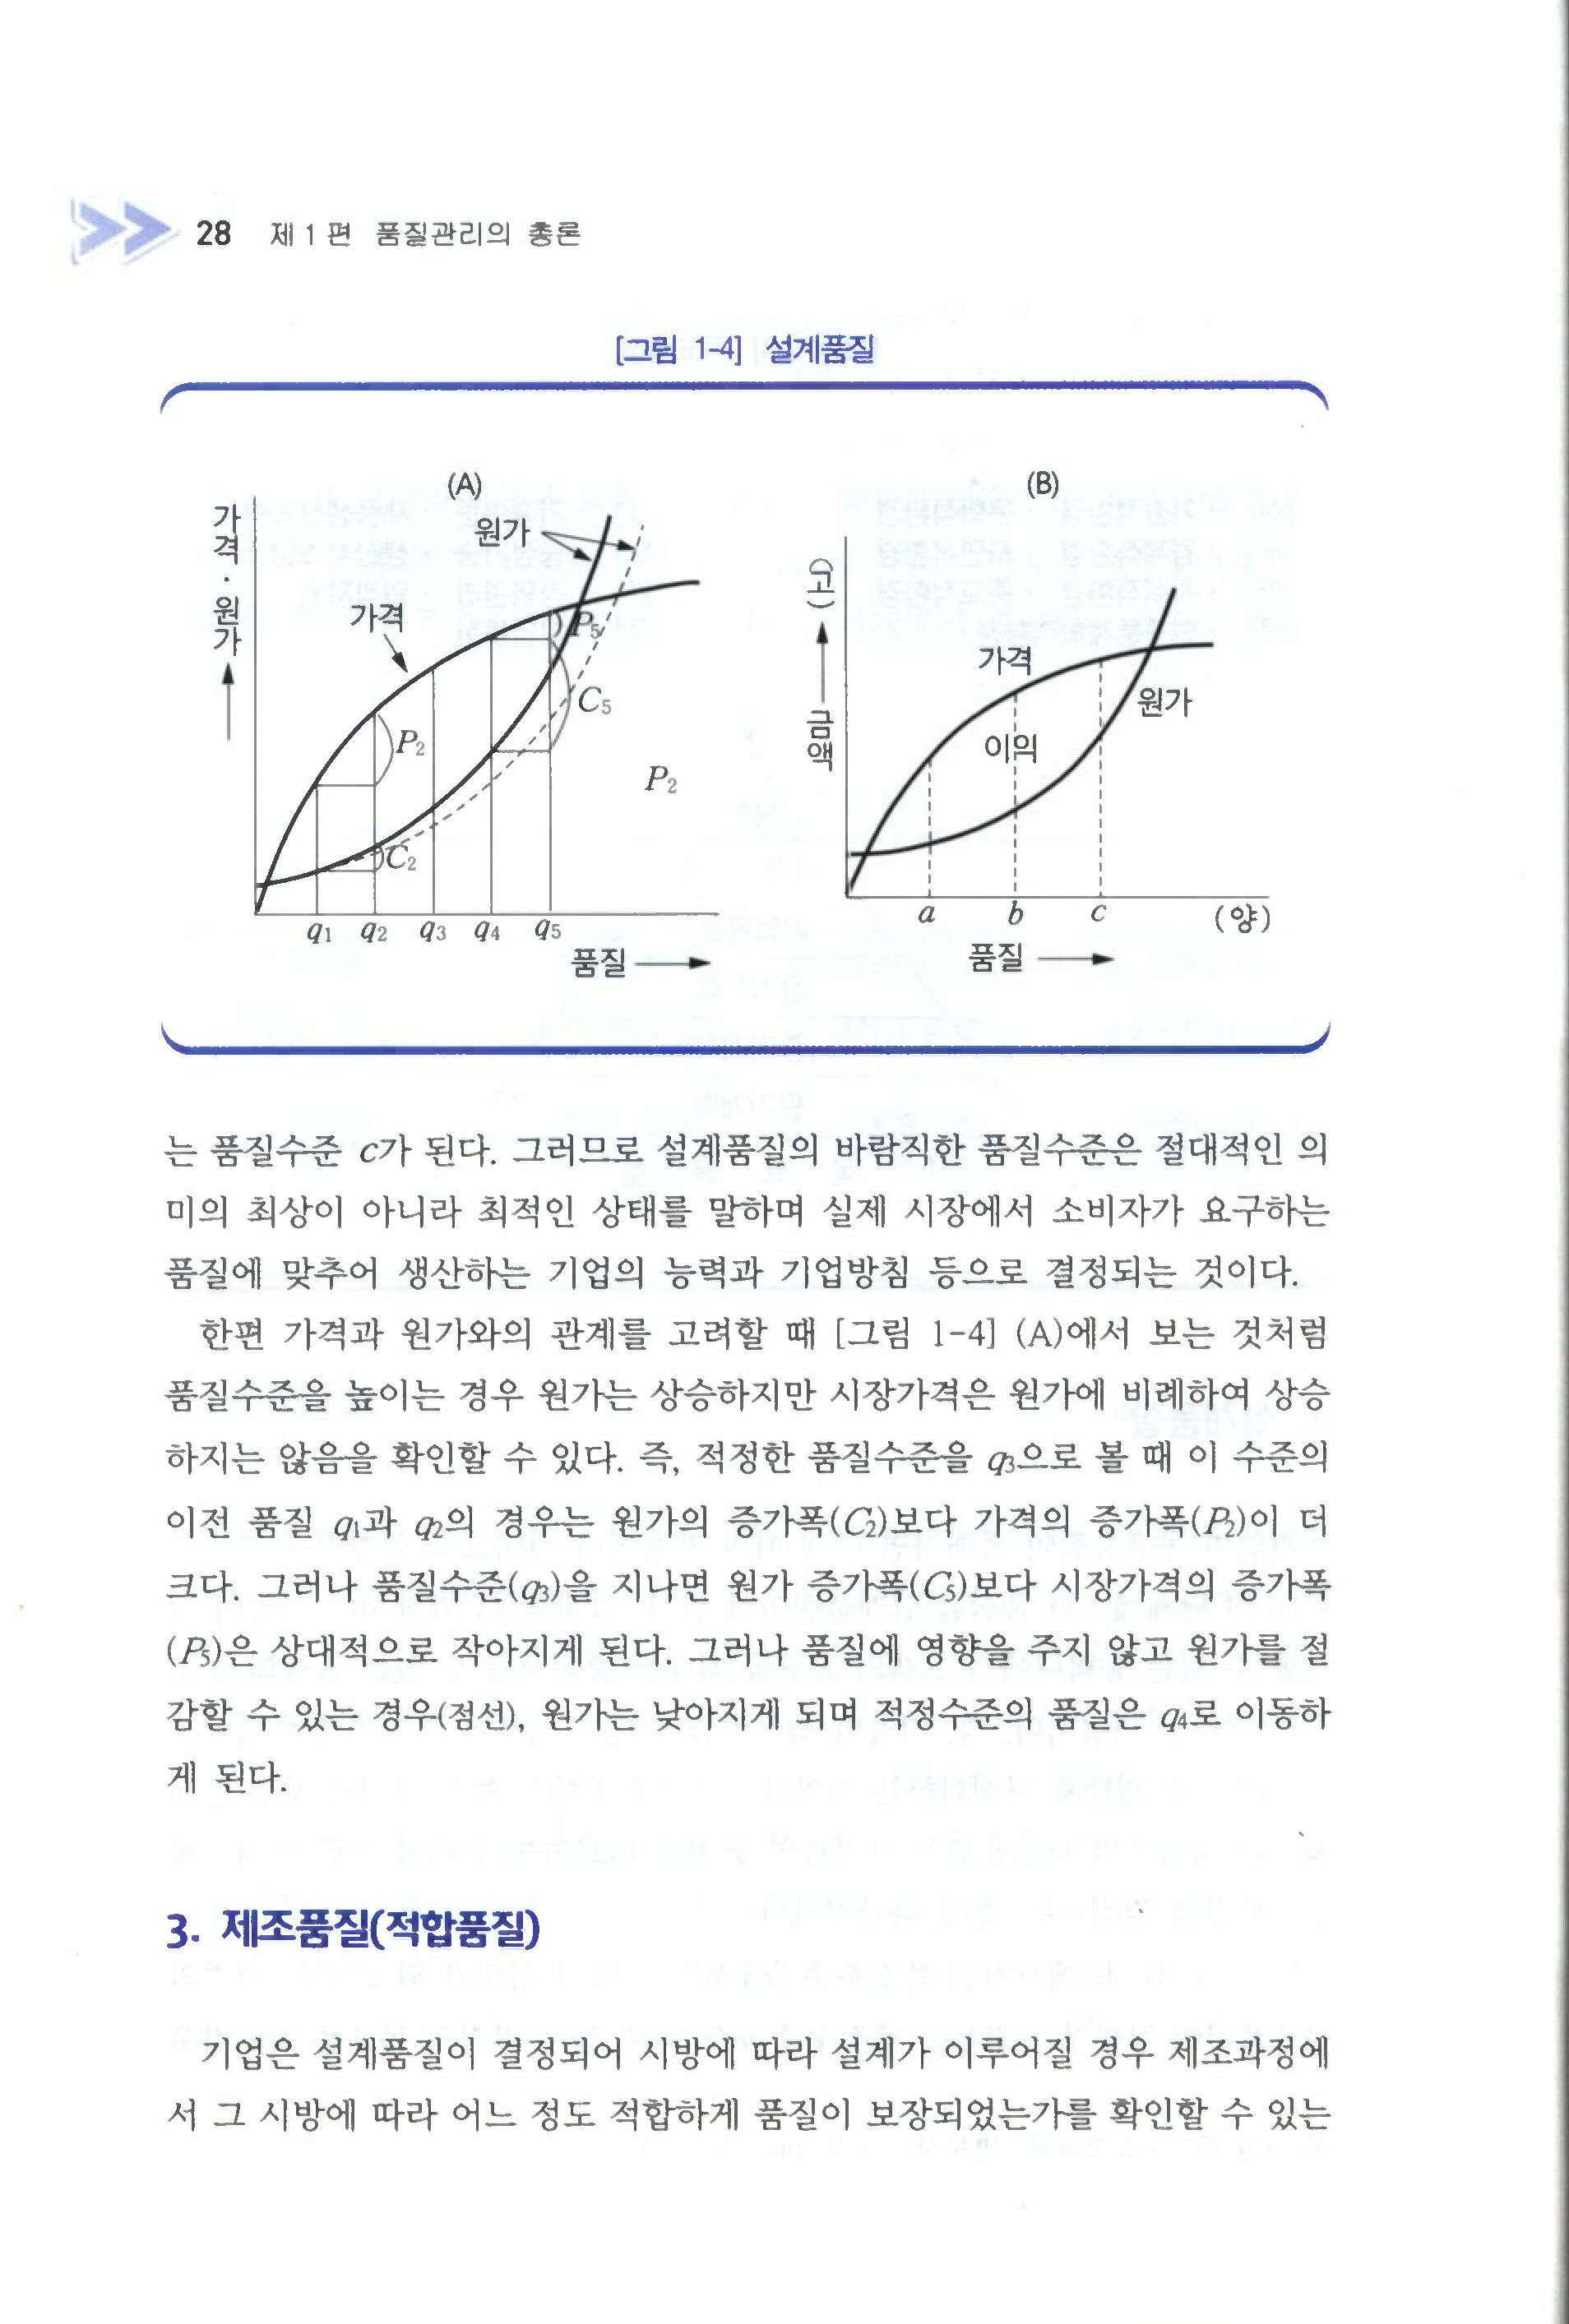 28 제 1 편 품질관리의 총론
[그림 1-4] 설계품질
(A)
가격·원가
원가
가격
P5
C5
P2
C2
P2
q1 q2 q3 q4 q5
품질
(B)
(고)
금액
가격
원가
이익
a b c (양)
품질
는 품질수준 c가 된다. 그러므로 설계품질의 바람직한 품질수준은 절대적인 의
미의 최상이 아니라 최적인 상태를 말하며 실제 시장에서 소비자가 요구하는
품질에 맞추어 생산하는 기업의 능력과 기업방침 등으로 결정되는 것이다.
한편 가격과 원가와의 관계를 고려할 때 [그림 1-4] (A)에서 보는 것처럼
품질수준을 높이는 경우 원가는 상승하지만 시장가격은 원가에 비례하여 상승
하지는 않음을 확인할 수 있다. 즉, 적정한 품질수준을 q3으로 볼 때 이 수준의
이전 품질 q1과 q2의 경우는 원가의 증가폭(C2)보다 가격의 증가폭(P2)이 더
크다. 그러나 품질수준(q3)을 지나면 원가 증가폭(C5)보다 시장가격의 증가폭
(P5)은 상대적으로 작아지게 된다. 그러나 품질에 영향을 주지 않고 원가를 절
감할 수 있는 경우(점선), 원가는 낮아지게 되며 적정수준의 품질은 q4로 이동하
게 된다.
3. 제조품질(적합품질)
기업은 설계품질이 결정되어 시방에 따라 설계가 이루어질 경우 제조과정에
서 그 시방에 따라 어느 정도 적합하게 품질이 보장되었는가를 확인할 수 있는